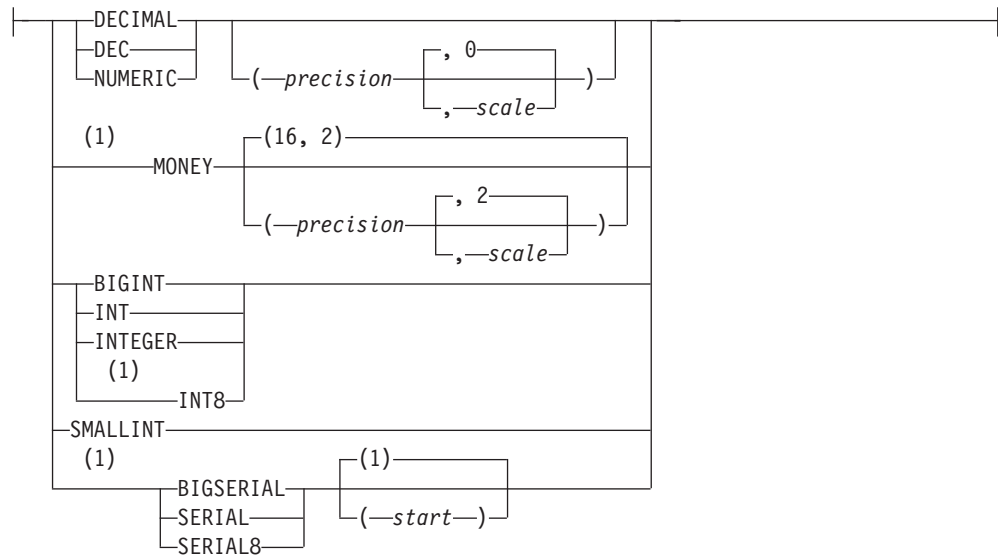 DECIMAL
DEC
NUMERIC
, 0
( precision , scale )
(1)
MONEY
(16, 2)
, 2
( precision , scale )
BIGINT
INT
INTEGER
(1)
INT8
SMALLINT
(1)
BIGSERIAL
SERIAL
SERIAL8
(1)
( start )